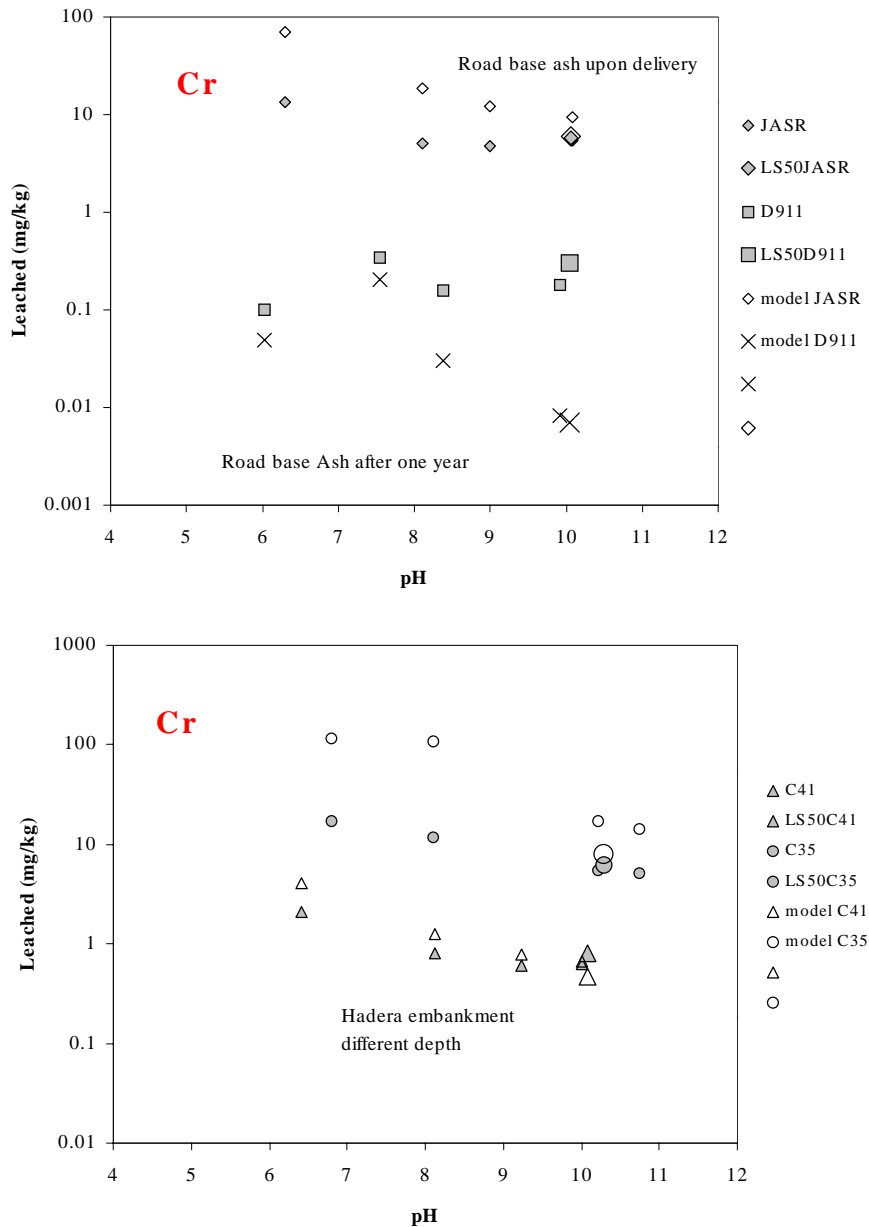 100
10
1
0.1
0.01
0.001
Leached (mg/kg)
Cr
Road base ash upon delivery
Road base Ash after one year
4 5 6 7 8 9 10 11 12
pH
JASR
LS50JASR
D911
LS50D911
model JASR
model D911
1000
100
10
1
0.1
0.01
Leached (mg/kg)
Cr
Hadera embankment
different depth
4 5 6 7 8 9 10 11 12
pH
C41
LS50C41
C35
LS50C35
model C41
model C35